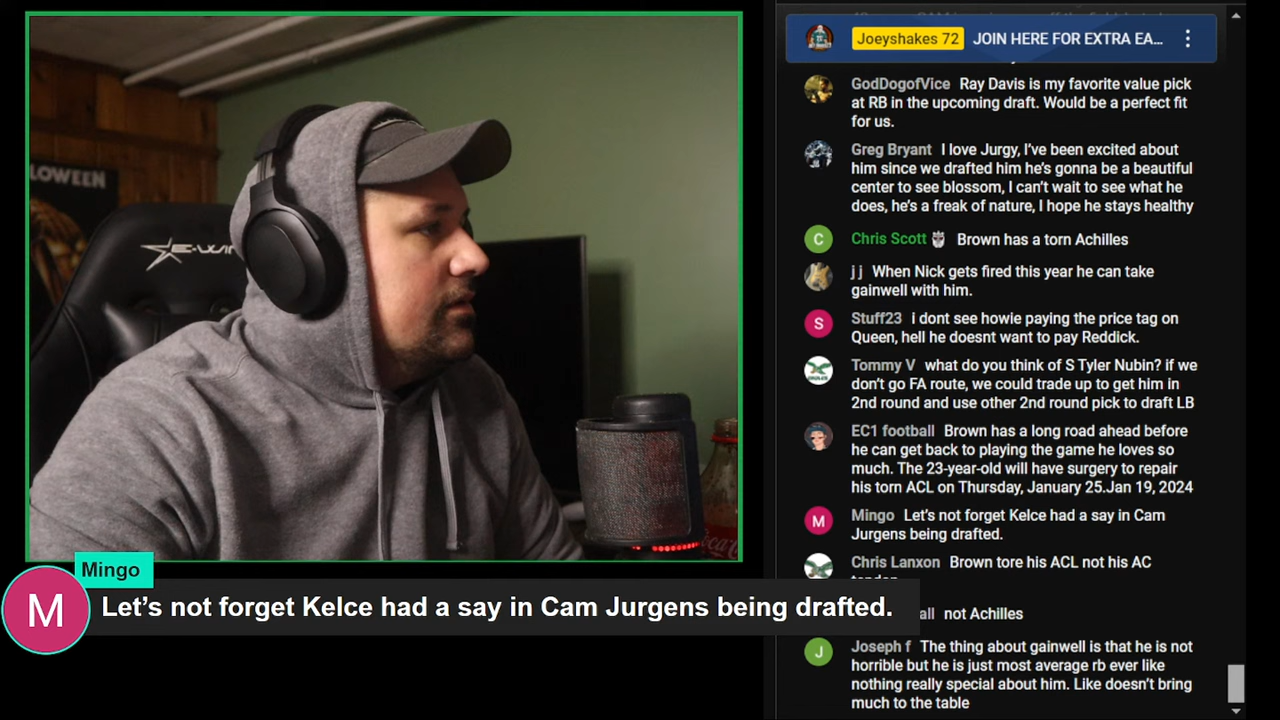 Joeyshakes 72 JOIN HERE FOR EXTRA EA...
GodDogofVice Ray Davis is my favorite value pick
at RB in the upcoming draft. Would be a perfect fit
for us.
Greg Bryant I love Jurgy, I've been excited about
him since we drafted him he's gonna be a beautiful
center to see blossom, I can't wait to see what he
does, he's a freak of nature, I hope he stays healthy
C Chris Scott Brown has a torn Achilles
j j When Nick gets fired this year he can take
gainwell with him.
S Stuff23 i dont see howie paying the price tag on
Queen, hell he doesnt want to pay Reddick.
Tommy V what do you think of S Tyler Nubin? if we
don't go FA route, we could trade up to get him in
2nd round and use other 2nd round pick to draft LB
EC1 football Brown has a long road ahead before
he can get back to playing the game he loves so
much. The 23-year-old will have surgery to repair
his torn ACL on Thursday, January 25.Jan 19, 2024
M Mingo Let's not forget Kelce had a say in Cam
Jurgens being drafted.
Chris Lanxon Brown tore his ACL not his AC
all not Achilles
J Joseph f The thing about gainwell is that he is not
horrible but he is just most average rb ever like
nothing really special about him. Like doesn't bring
much to the table
LOWEEN
E-WIN
Mingo
M Let's not forget Kelce had a say in Cam Jurgens being drafted.